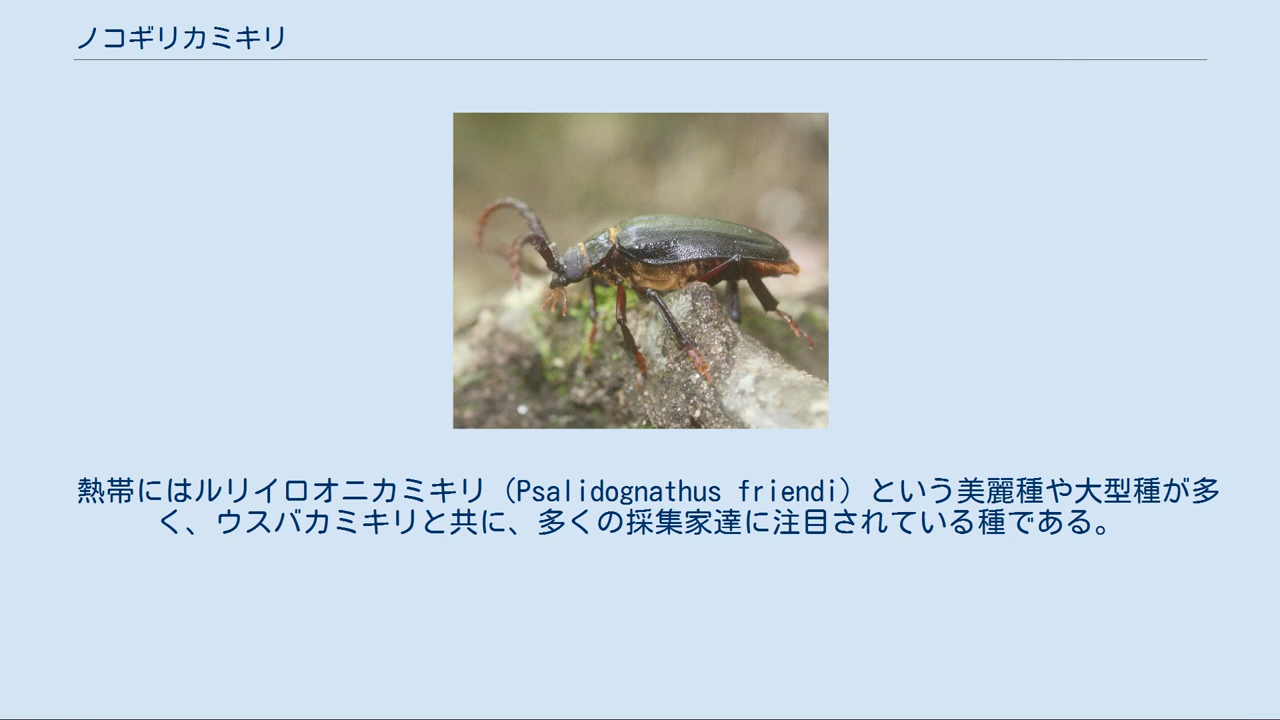 ノコギリカミキリ
熱帯にはルリイロオニカミキリ（Psalidognathus friendi）という美麗種や大型種が多
く、ウスバカミキリと共に、多くの採集家達に注目されている種である。